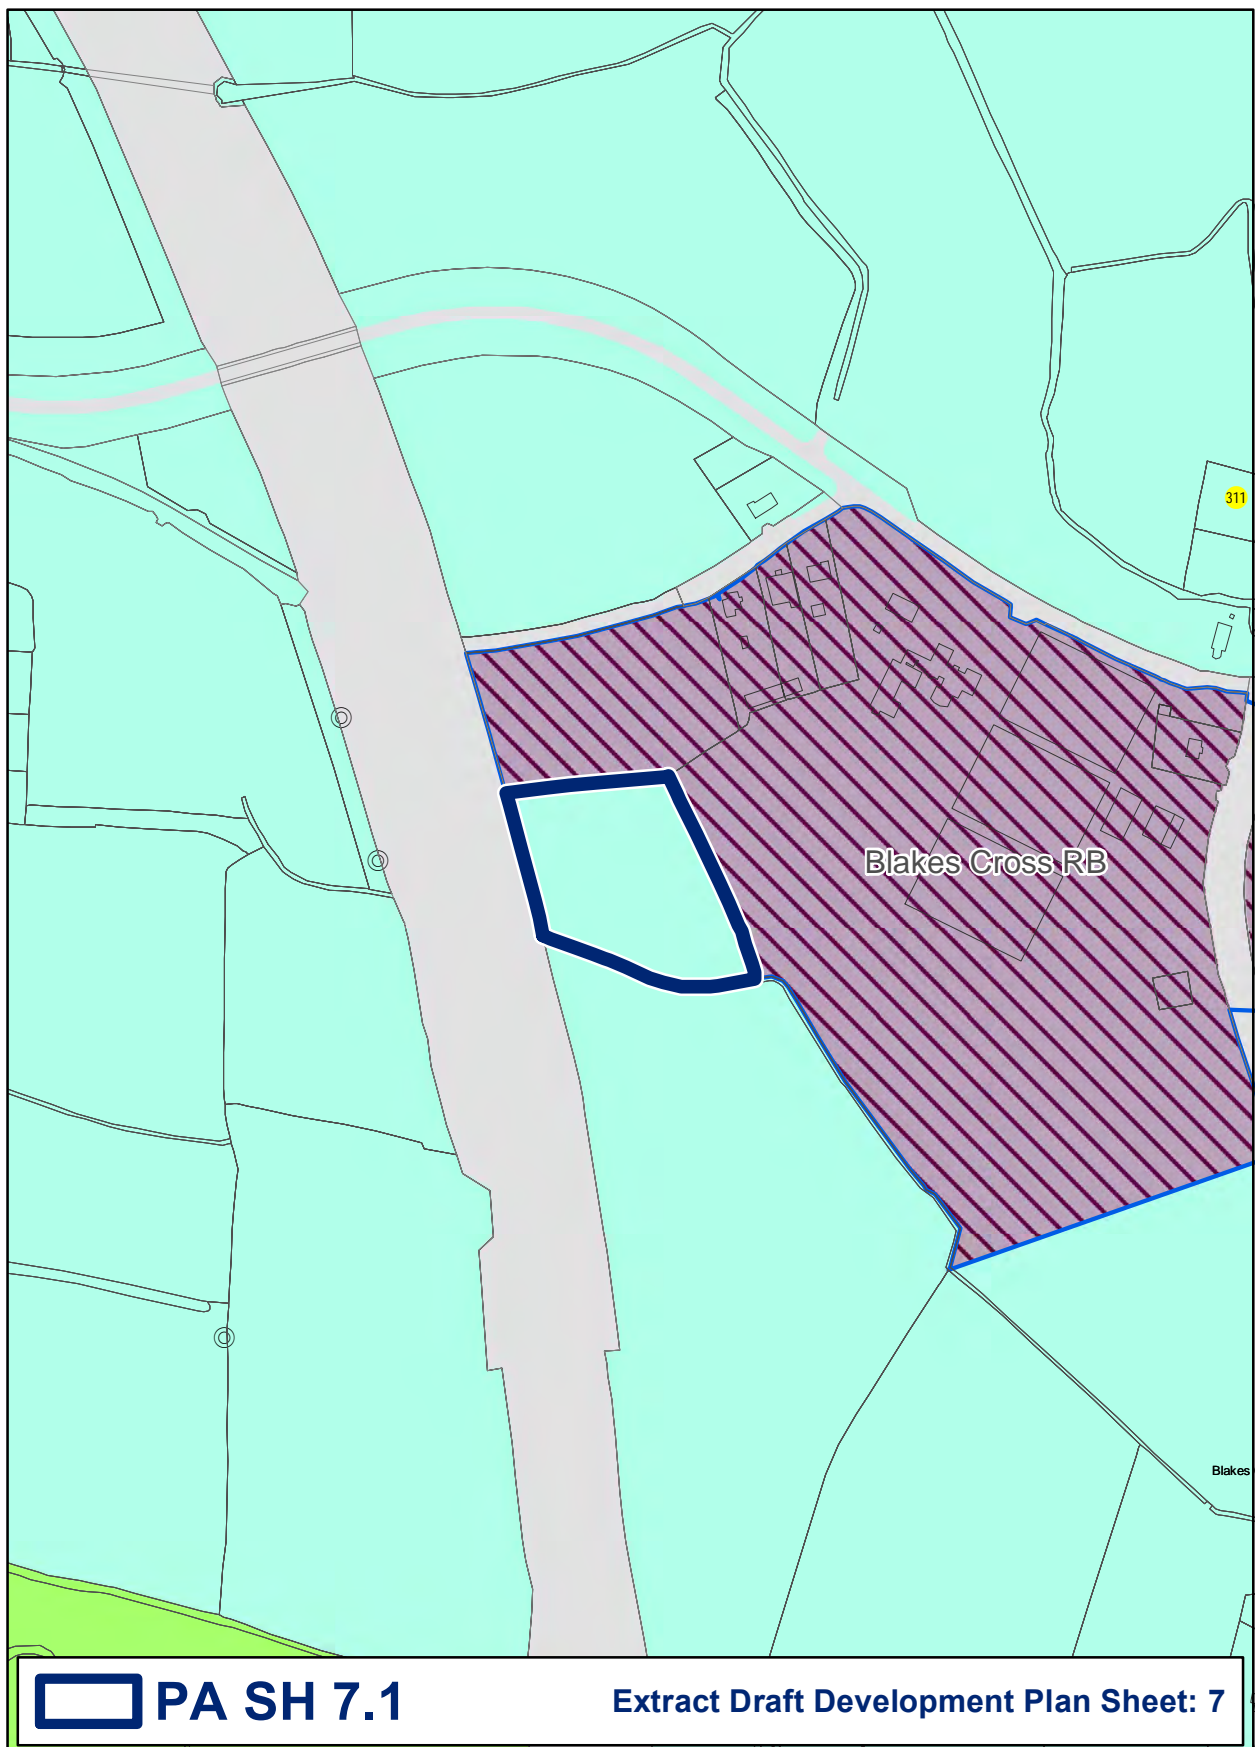 311
Blakes Cross RB
Blakes
PA SH 7.1
Extract Draft Development Plan Sheet: 7